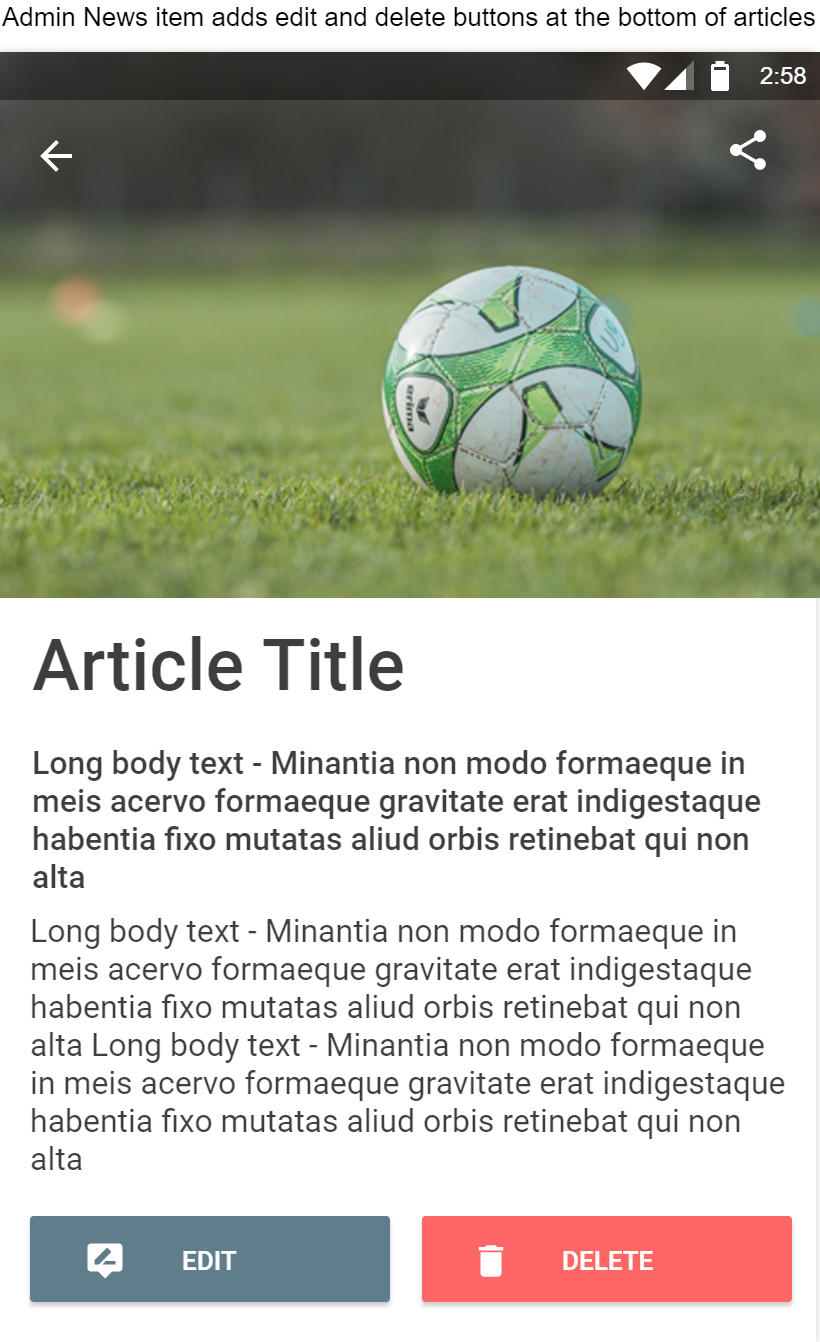 Admin News item adds edit and delete buttons at the bottom of articles
2:58
erima
Article Title
Long body text - Minantia non modo formaeque in
meis acervo formaeque gravitate erat indigestaque
habentia fixo mutatas aliud orbis retinebat qui non
alta
Long body text - Minantia non modo formaeque in
meis acervo formaeque gravitate erat indigestaque
habentia fixo mutatas aliud orbis retinebat qui non
alta Long body text - Minantia non modo formaeque
in meis acervo formaeque gravitate erat indigestaque
habentia fixo mutatas aliud orbis retinebat qui non
alta
EDIT
DELETE